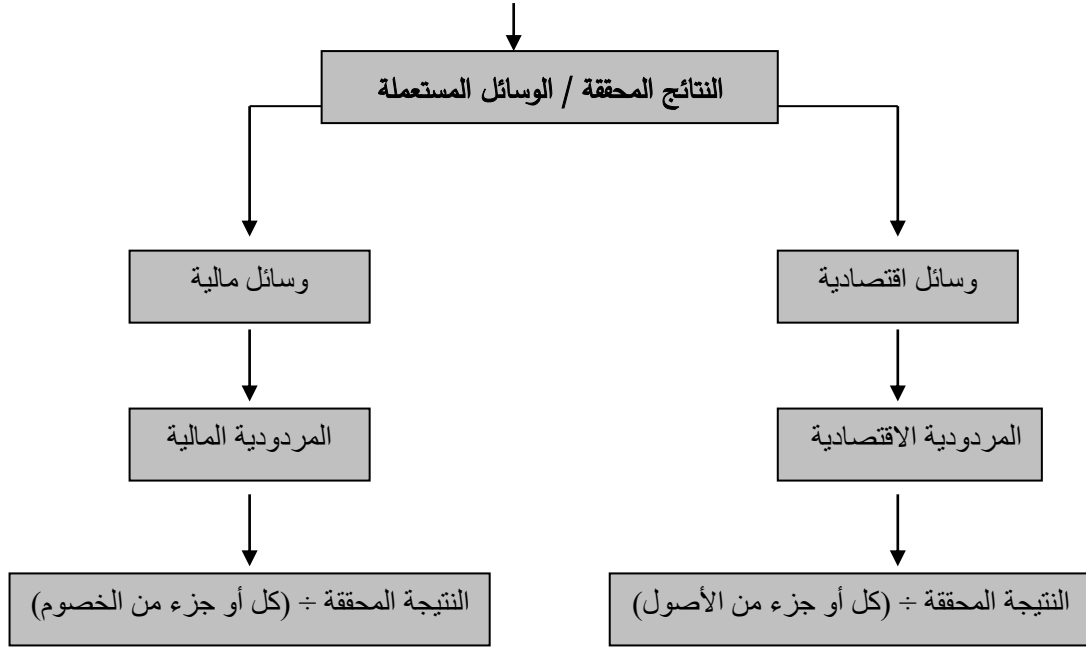 النتائج المحققة / الوسائل المستعملة
وسائل اقتصادية
وسائل مالية
المردودية الاقتصادية
المردودية المالية
النتيجة المحققة ÷ (كل أو جزء من الأصول)
النتيجة المحققة ÷ (كل أو جزء من الخصوم)